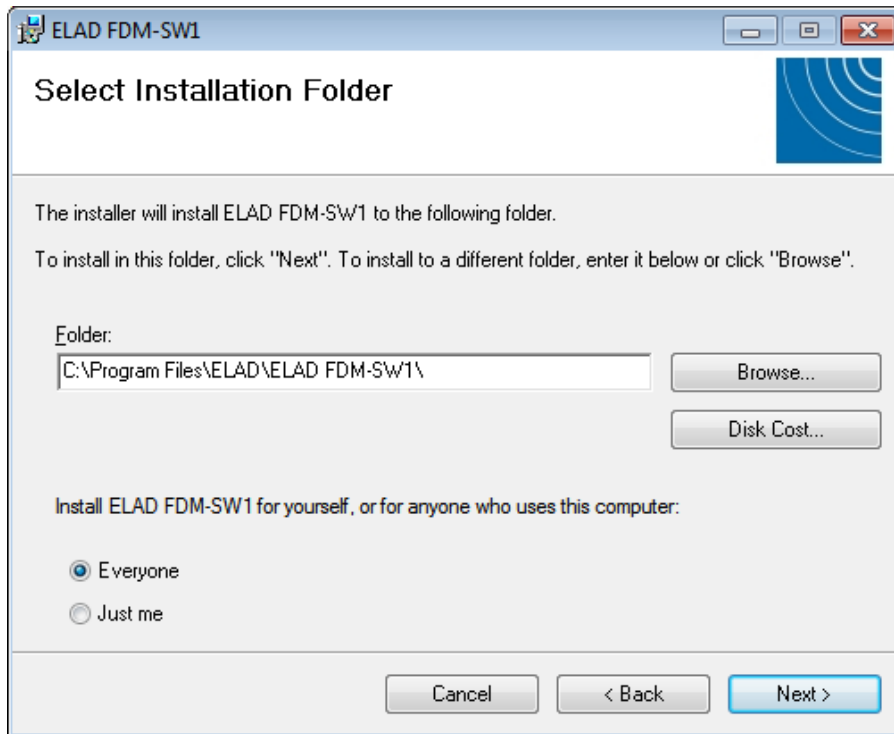 ELAD FDM-SW1
Select Installation Folder
The installer will install ELAD FDM-SW1 to the following folder.
To install in this folder, click "Next". To install to a different folder, enter it below or click "Browse".
Folder:
C:\Program Files\ELAD\ELAD FDM-SW1\
Browse...
Disk Cost...
Install ELAD FDM-SW1 for yourself, or for anyone who uses this computer:
Everyone
Just me
Cancel
< Back
Next >